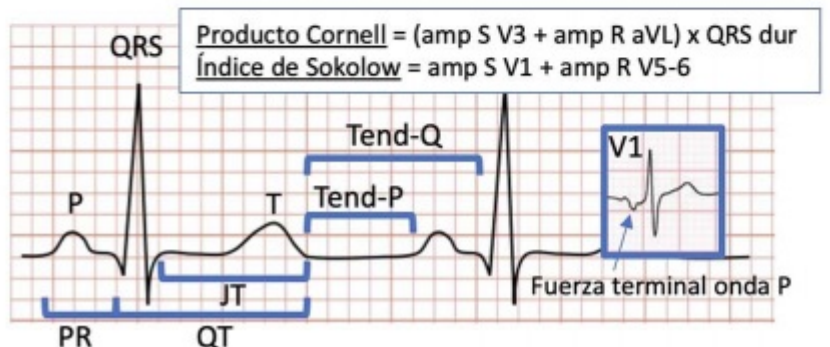 Producto Cornell = (amp S V3 + amp R aVL) x QRS dur
Índice de Sokolow = amp S V1 + amp R V5-6
QRS
Tend-Q
V1
P
T
Tend-P
JT
Fuerza terminal onda P
PR
QT